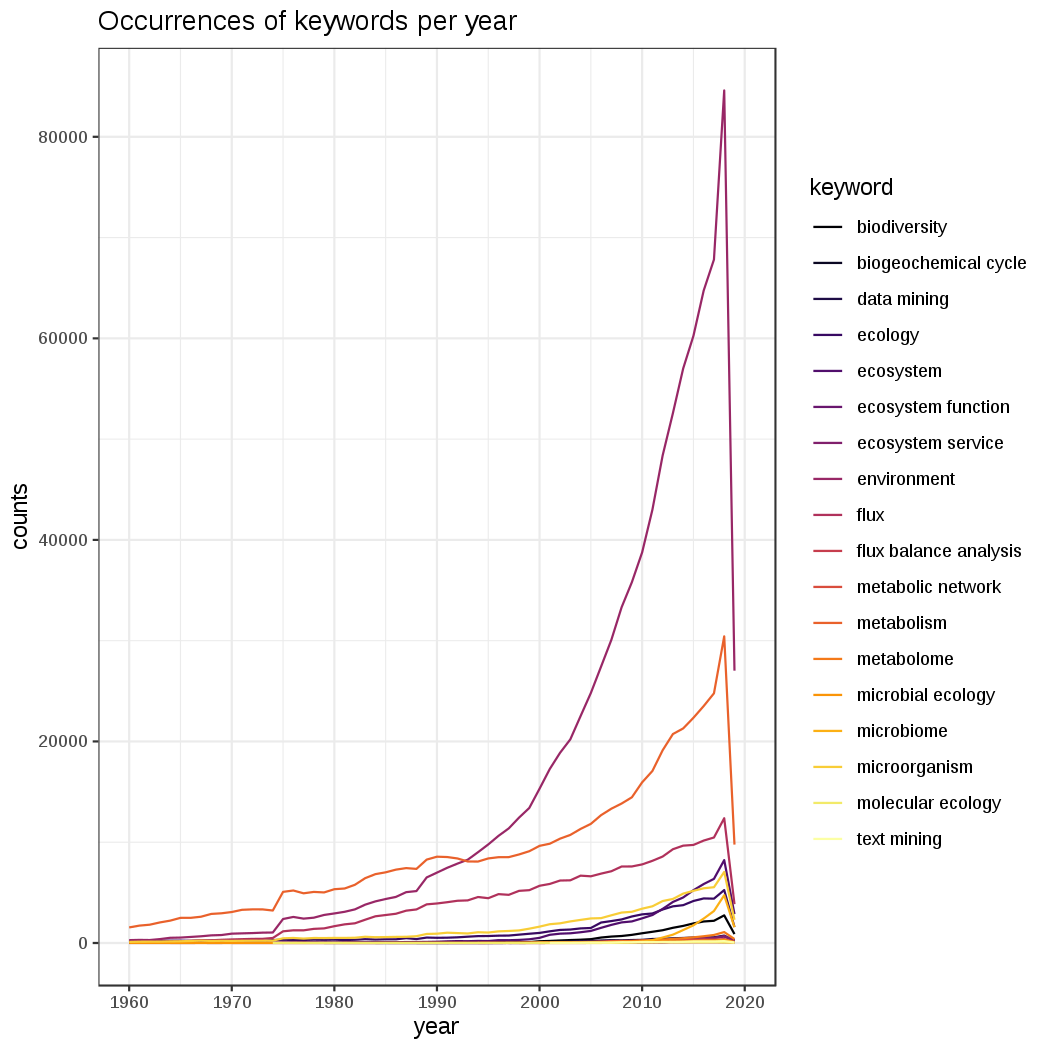 Occurrences of keywords per year
80000
60000
40000
20000
0
counts
1960 1970 1980 1990 2000 2010 2020
year
keyword
biodiversity
biogeochemical cycle
data mining
ecology
ecosystem
ecosystem function
ecosystem service
environment
flux
flux balance analysis
metabolic network
metabolism
metabolome
microbial ecology
microbiome
microorganism
molecular ecology
text mining